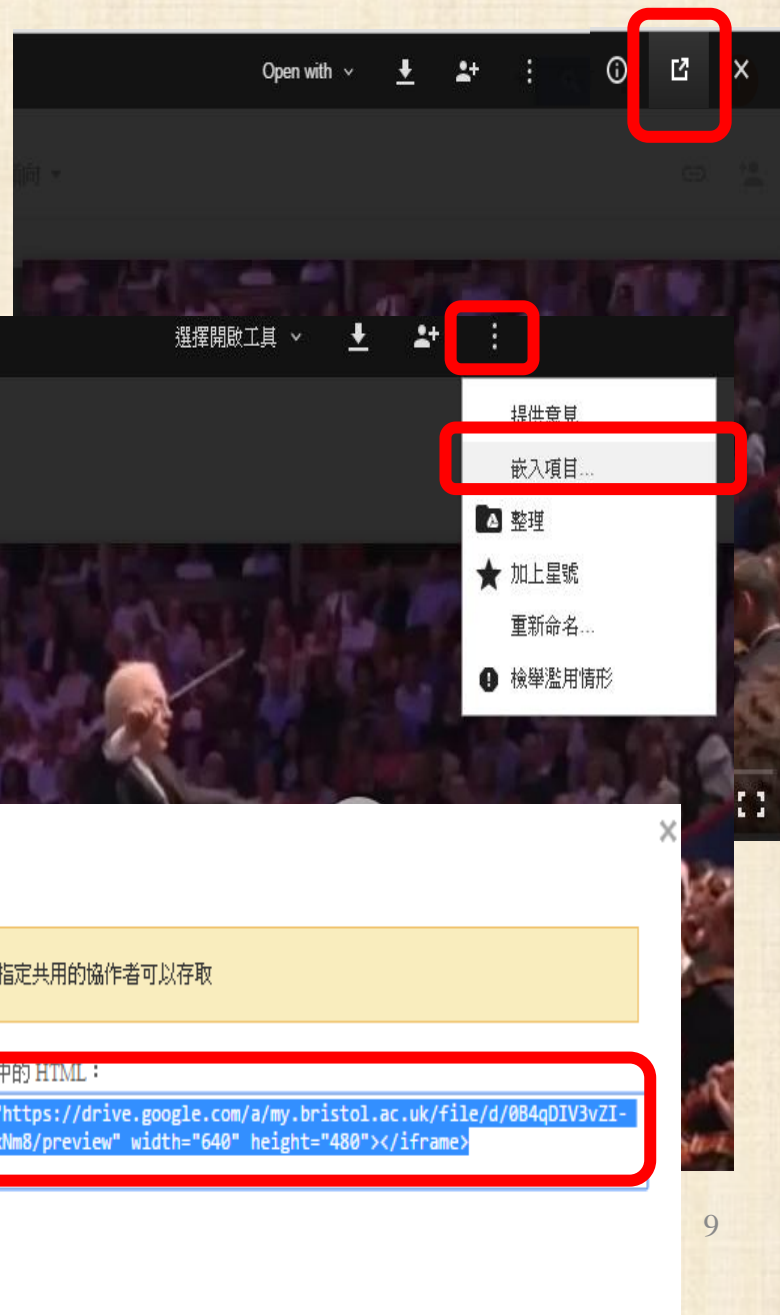 Open with
選擇開啟工具
提供意見
嵌入項目...
整理
加上星號
重新命名...
檢舉濫用情形
指定共用的協作者可以存取
中的 HTML：
"https://drive.google.com/a/my.bristol.ac.uk/file/d/0B4qDIV3vZI-
xNm8/preview" width="640" height="480"></iframe>
9